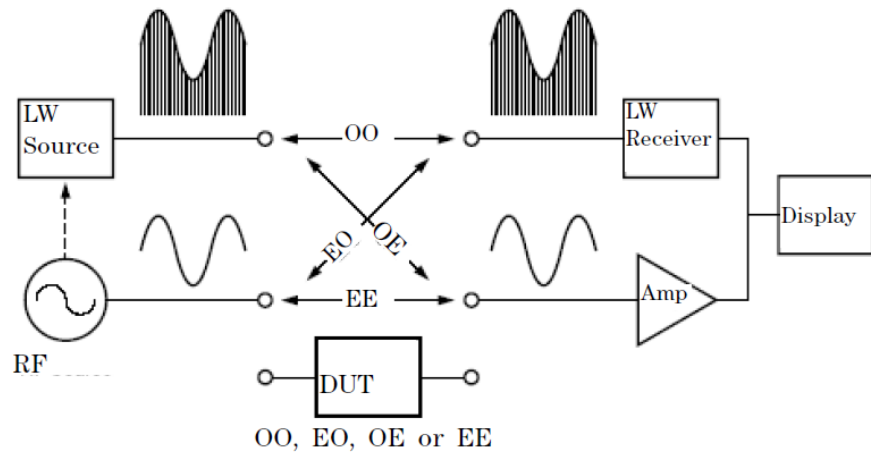 LW
Source
OO
LW
Receiver
Display
EO
OE
EE
Amp
RF
DUT
OO, EO, OE or EE